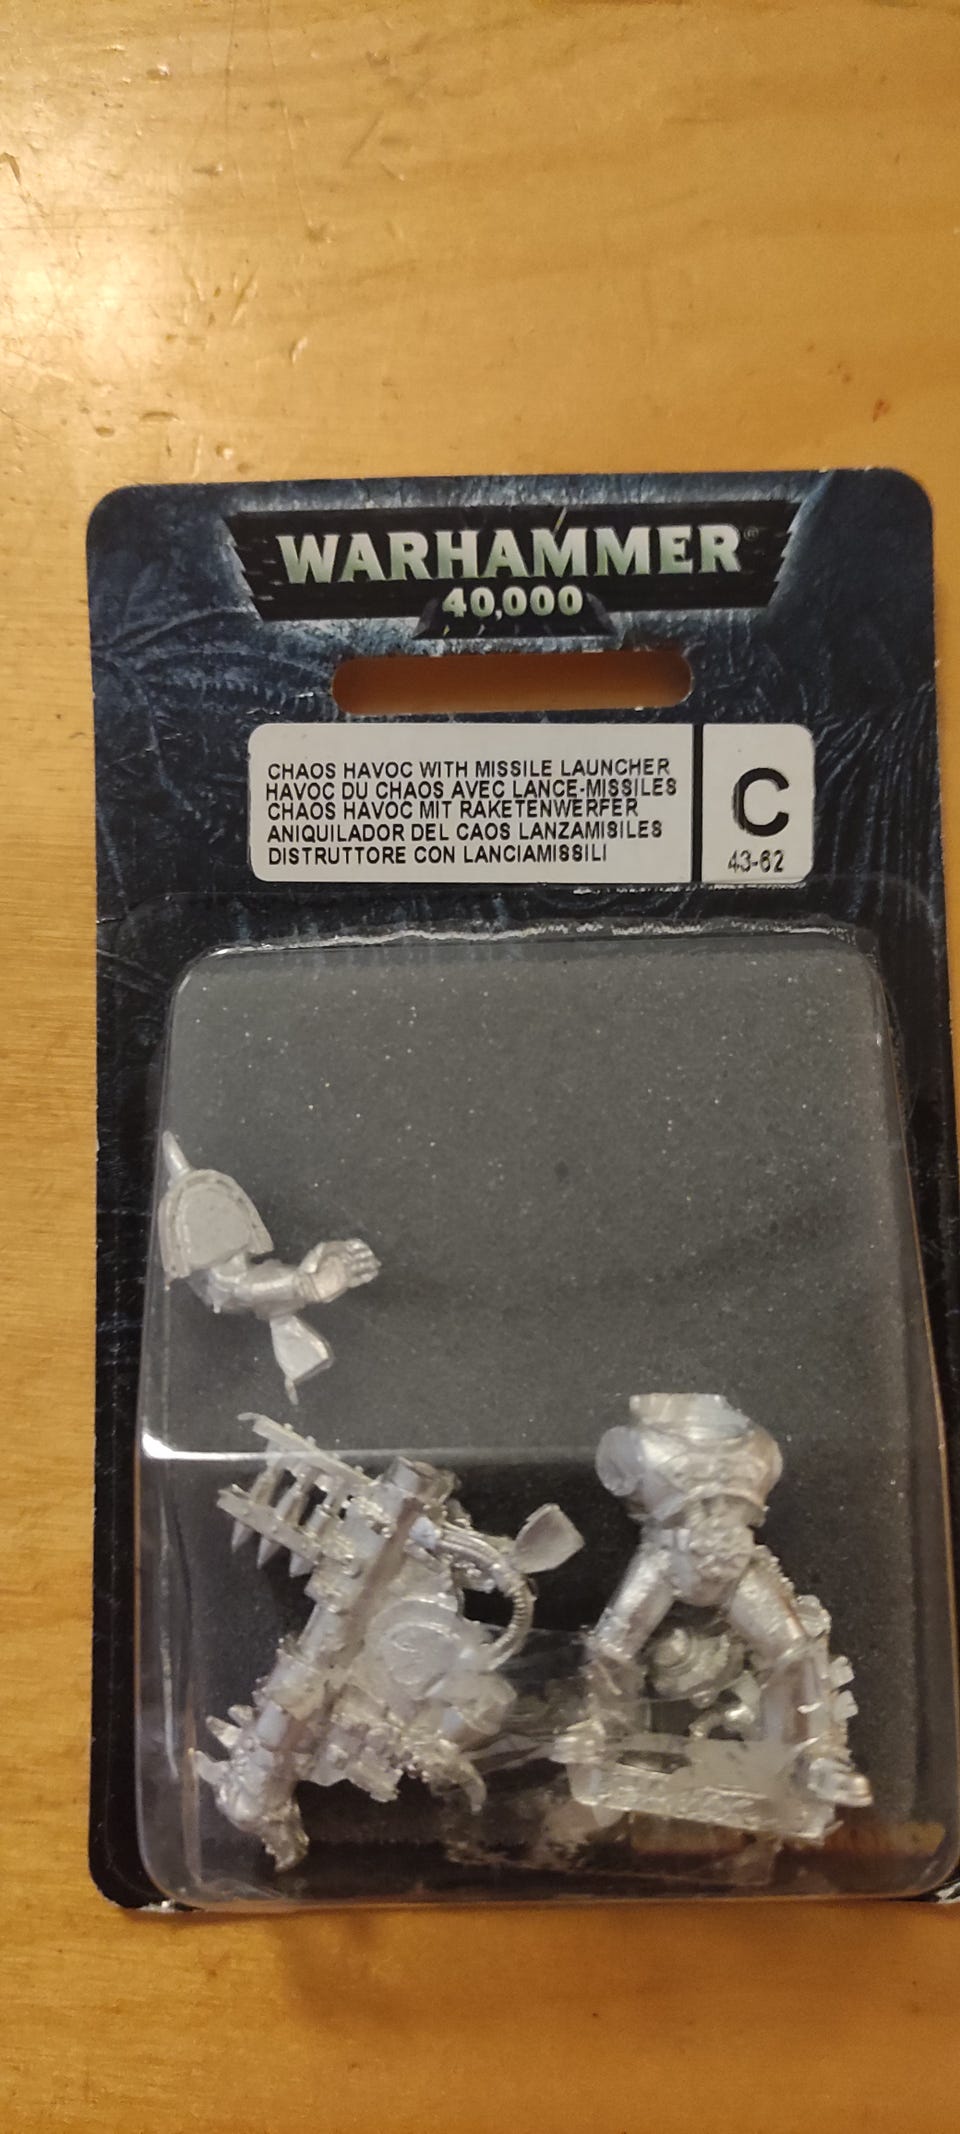 WARHAMMER®
40,000
CHAOS HAVOC WITH MISSILE LAUNCHER
HAVOC DU CHAOS AVEC LANCE-MISSILES
CHAOS HAVOC MIT RAKETENWERFER
ANIQUILADOR DEL CAOS LANZAMISILES
DISTRUTTORE CON LANCIAMISSILI
C
43-62